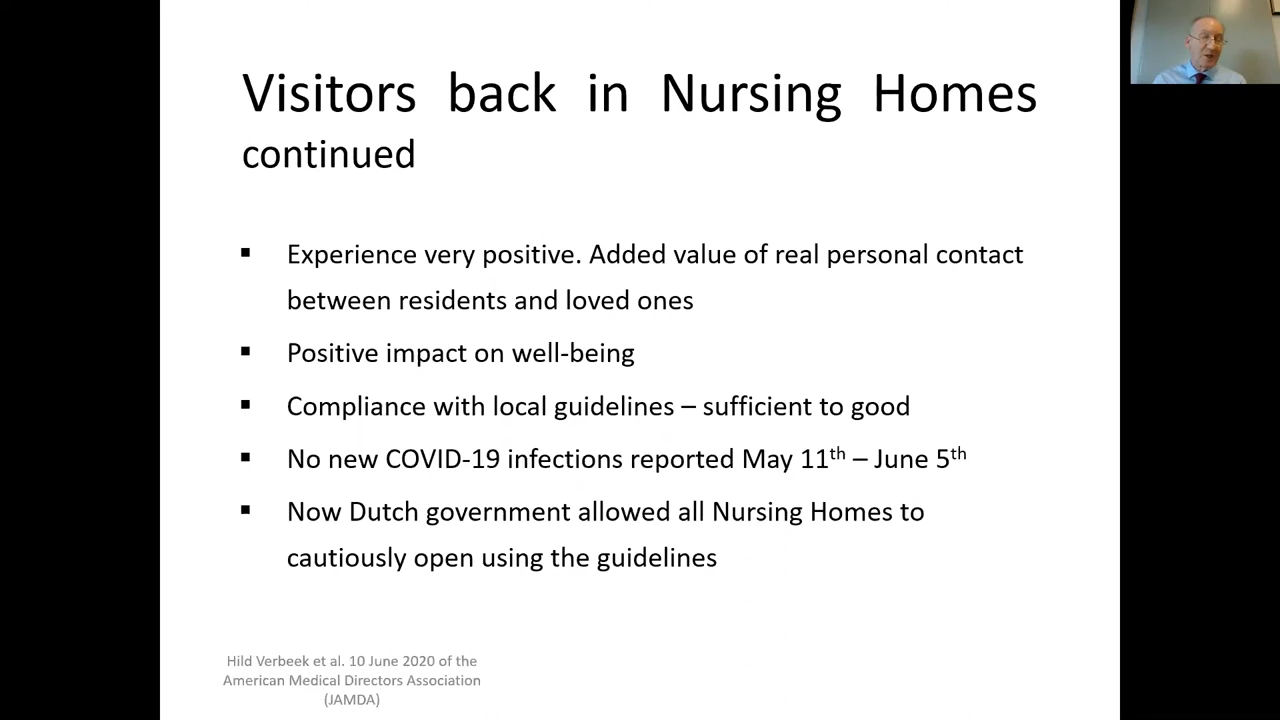 Visitors back in Nursing Homes
continued
▪ Experience very positive. Added value of real personal contact
between residents and loved ones
▪ Positive impact on well-being
▪ Compliance with local guidelines – sufficient to good
▪ No new COVID-19 infections reported May 11th – June 5th
▪ Now Dutch government allowed all Nursing Homes to
cautiously open using the guidelines
Hild Verbeek et al. 10 June 2020 of the
American Medical Directors Association
(JAMDA)